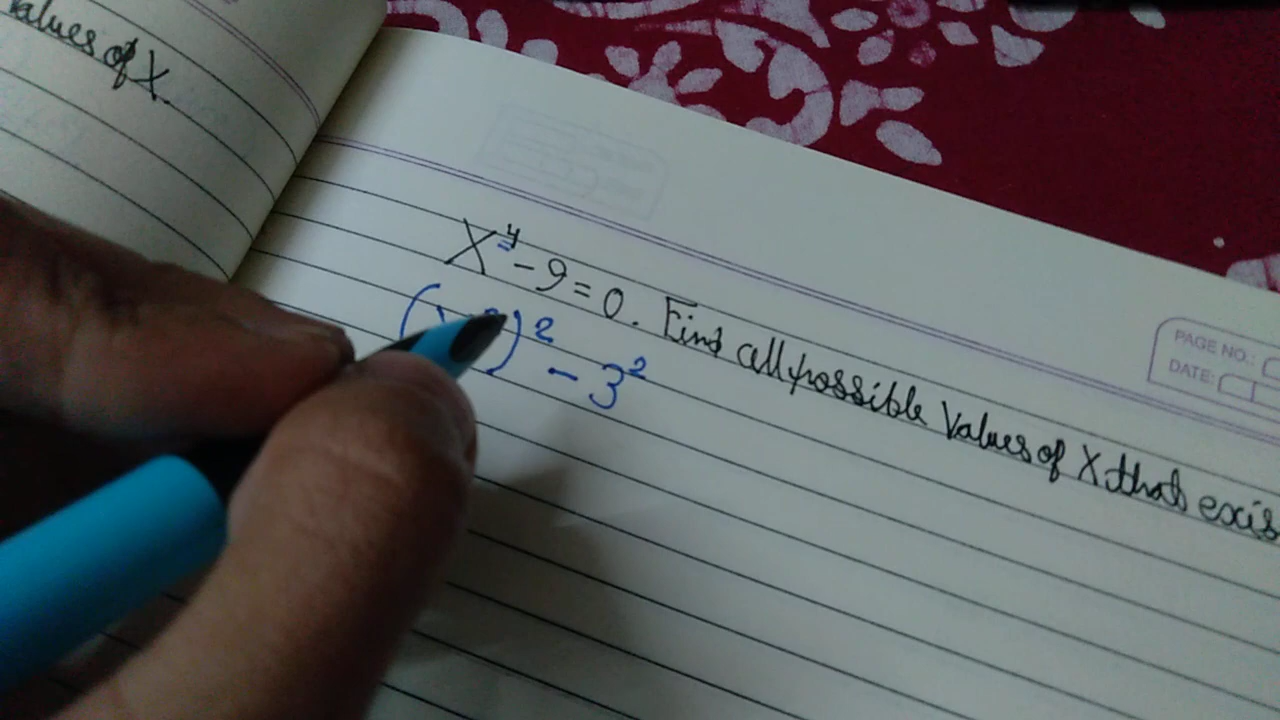 values of X.
X⁴ - 9 = 0. Find all possible Values of X that exis
( )² - 3²
PAGE NO.:
DATE: